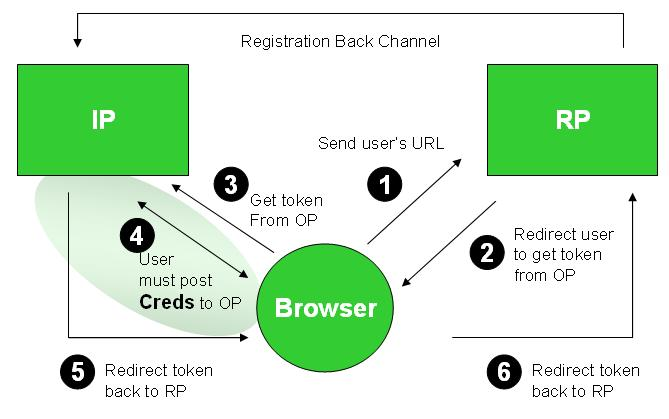 Registration Back Channel
IP
RP
Send user's URL
1
3
Get token
From OP
2
Redirect user
to get token
from OP
4
User
must post
Creds to OP
Browser
5
Redirect token
back to RP
6
Redirect token
back to RP